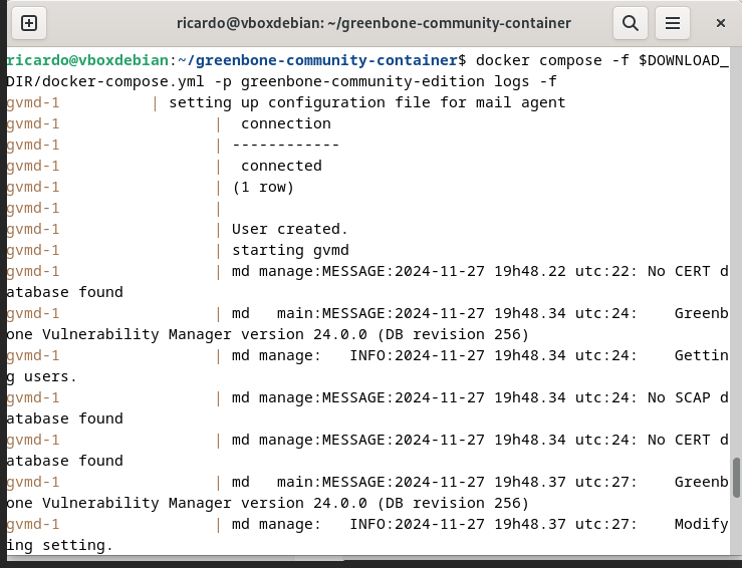 ricardo@vboxdebian: ~/greenbone-community-container
ricardo@vboxdebian:~/greenbone-community-container$ docker compose -f $DOWNLOAD_
DIR/docker-compose.yml -p greenbone-community-edition logs -f
gvmd-1 | setting up configuration file for mail agent
gvmd-1 | connection
gvmd-1 | ------------
gvmd-1 | connected
gvmd-1 | (1 row)
gvmd-1 |
gvmd-1 | User created.
gvmd-1 | starting gvmd
gvmd-1 | md manage:MESSAGE:2024-11-27 19h48.22 utc:22: No CERT d
atabase found
gvmd-1 | md   main:MESSAGE:2024-11-27 19h48.34 utc:24:    Greenb
one Vulnerability Manager version 24.0.0 (DB revision 256)
gvmd-1 | md manage:   INFO:2024-11-27 19h48.34 utc:24:    Gettin
g users.
gvmd-1 | md manage:MESSAGE:2024-11-27 19h48.34 utc:24: No SCAP d
atabase found
gvmd-1 | md manage:MESSAGE:2024-11-27 19h48.34 utc:24: No CERT d
atabase found
gvmd-1 | md   main:MESSAGE:2024-11-27 19h48.37 utc:27:    Greenb
one Vulnerability Manager version 24.0.0 (DB revision 256)
gvmd-1 | md manage:   INFO:2024-11-27 19h48.37 utc:27:    Modify
ing setting.